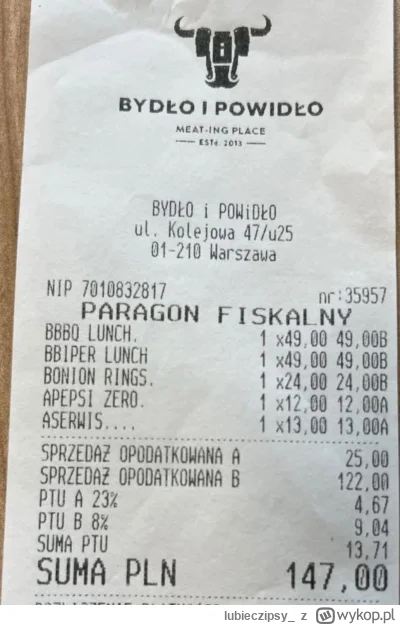 BYDŁO I POWIDŁO
MEAT-ING PLACE
ESTd. 2013
BYDŁO i POWiDŁO
ul. Kolejowa 47/u25
01-210 Warszawa
NIP 7010832817 nr:35957
PARAGON FISKALNY
BBBQ LUNCH. 1 x49,00 49,00B
BBIPER LUNCH 1 x49,00 49,00B
BONION RINGS. 1 x24,00 24,00B
APEPSI ZERO. 1 x12,00 12,00A
ASERWIS.... 1 x13,00 13,00A
SPRZEDAŻ OPODATKOWANA A 25,00
SPRZEDAŻ OPODATKOWANA B 122,00
PTU A 23% 4,67
PTU B 8% 9,04
SUMA PTU 13,71
SUMA PLN 147,00
lubieczipsy_ z wykop.pl